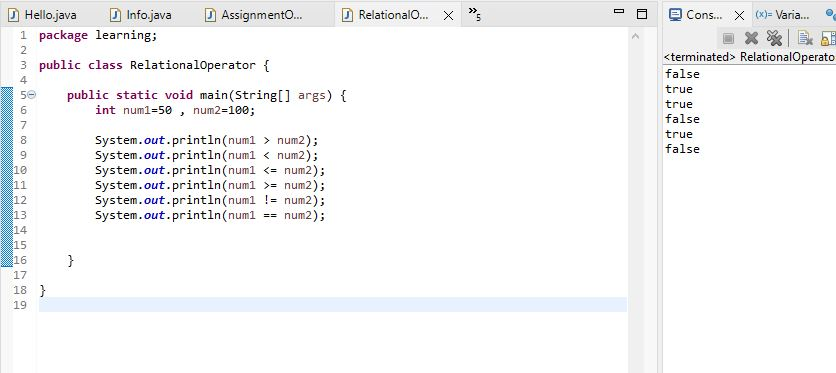 Hello.java
Info.java
AssignmentO...
RelationalO...
»5
Cons...
(x)= Varia...
<terminated> RelationalOperato
1 package learning;
2
3 public class RelationalOperator {
4
5 public static void main(String[] args) {
6 int num1=50 , num2=100;
7
8 System.out.println(num1 > num2);
9 System.out.println(num1 < num2);
10 System.out.println(num1 <= num2);
11 System.out.println(num1 >= num2);
12 System.out.println(num1 != num2);
13 System.out.println(num1 == num2);
14
15
16 }
17
18 }
19
false
true
true
false
true
false